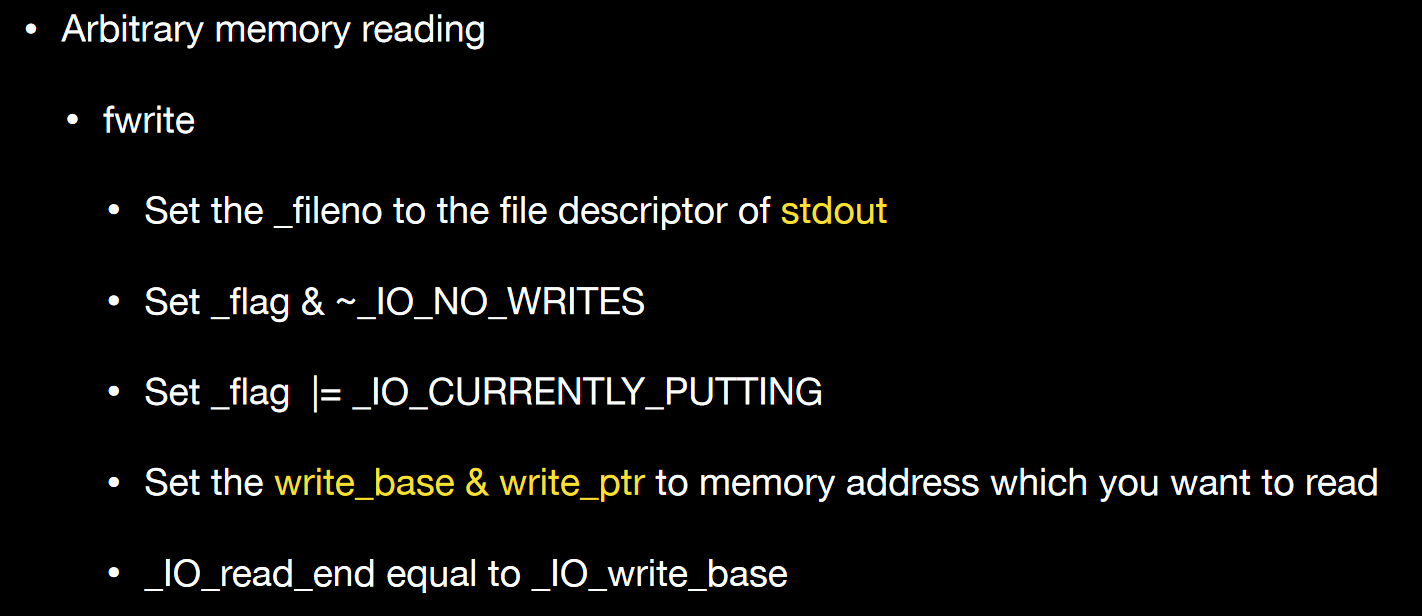 • Arbitrary memory reading
• fwrite
• Set the _fileno to the file descriptor of stdout
• Set _flag & ~_IO_NO_WRITES
• Set _flag |= _IO_CURRENTLY_PUTTING
• Set the write_base & write_ptr to memory address which you want to read
• _IO_read_end equal to _IO_write_base